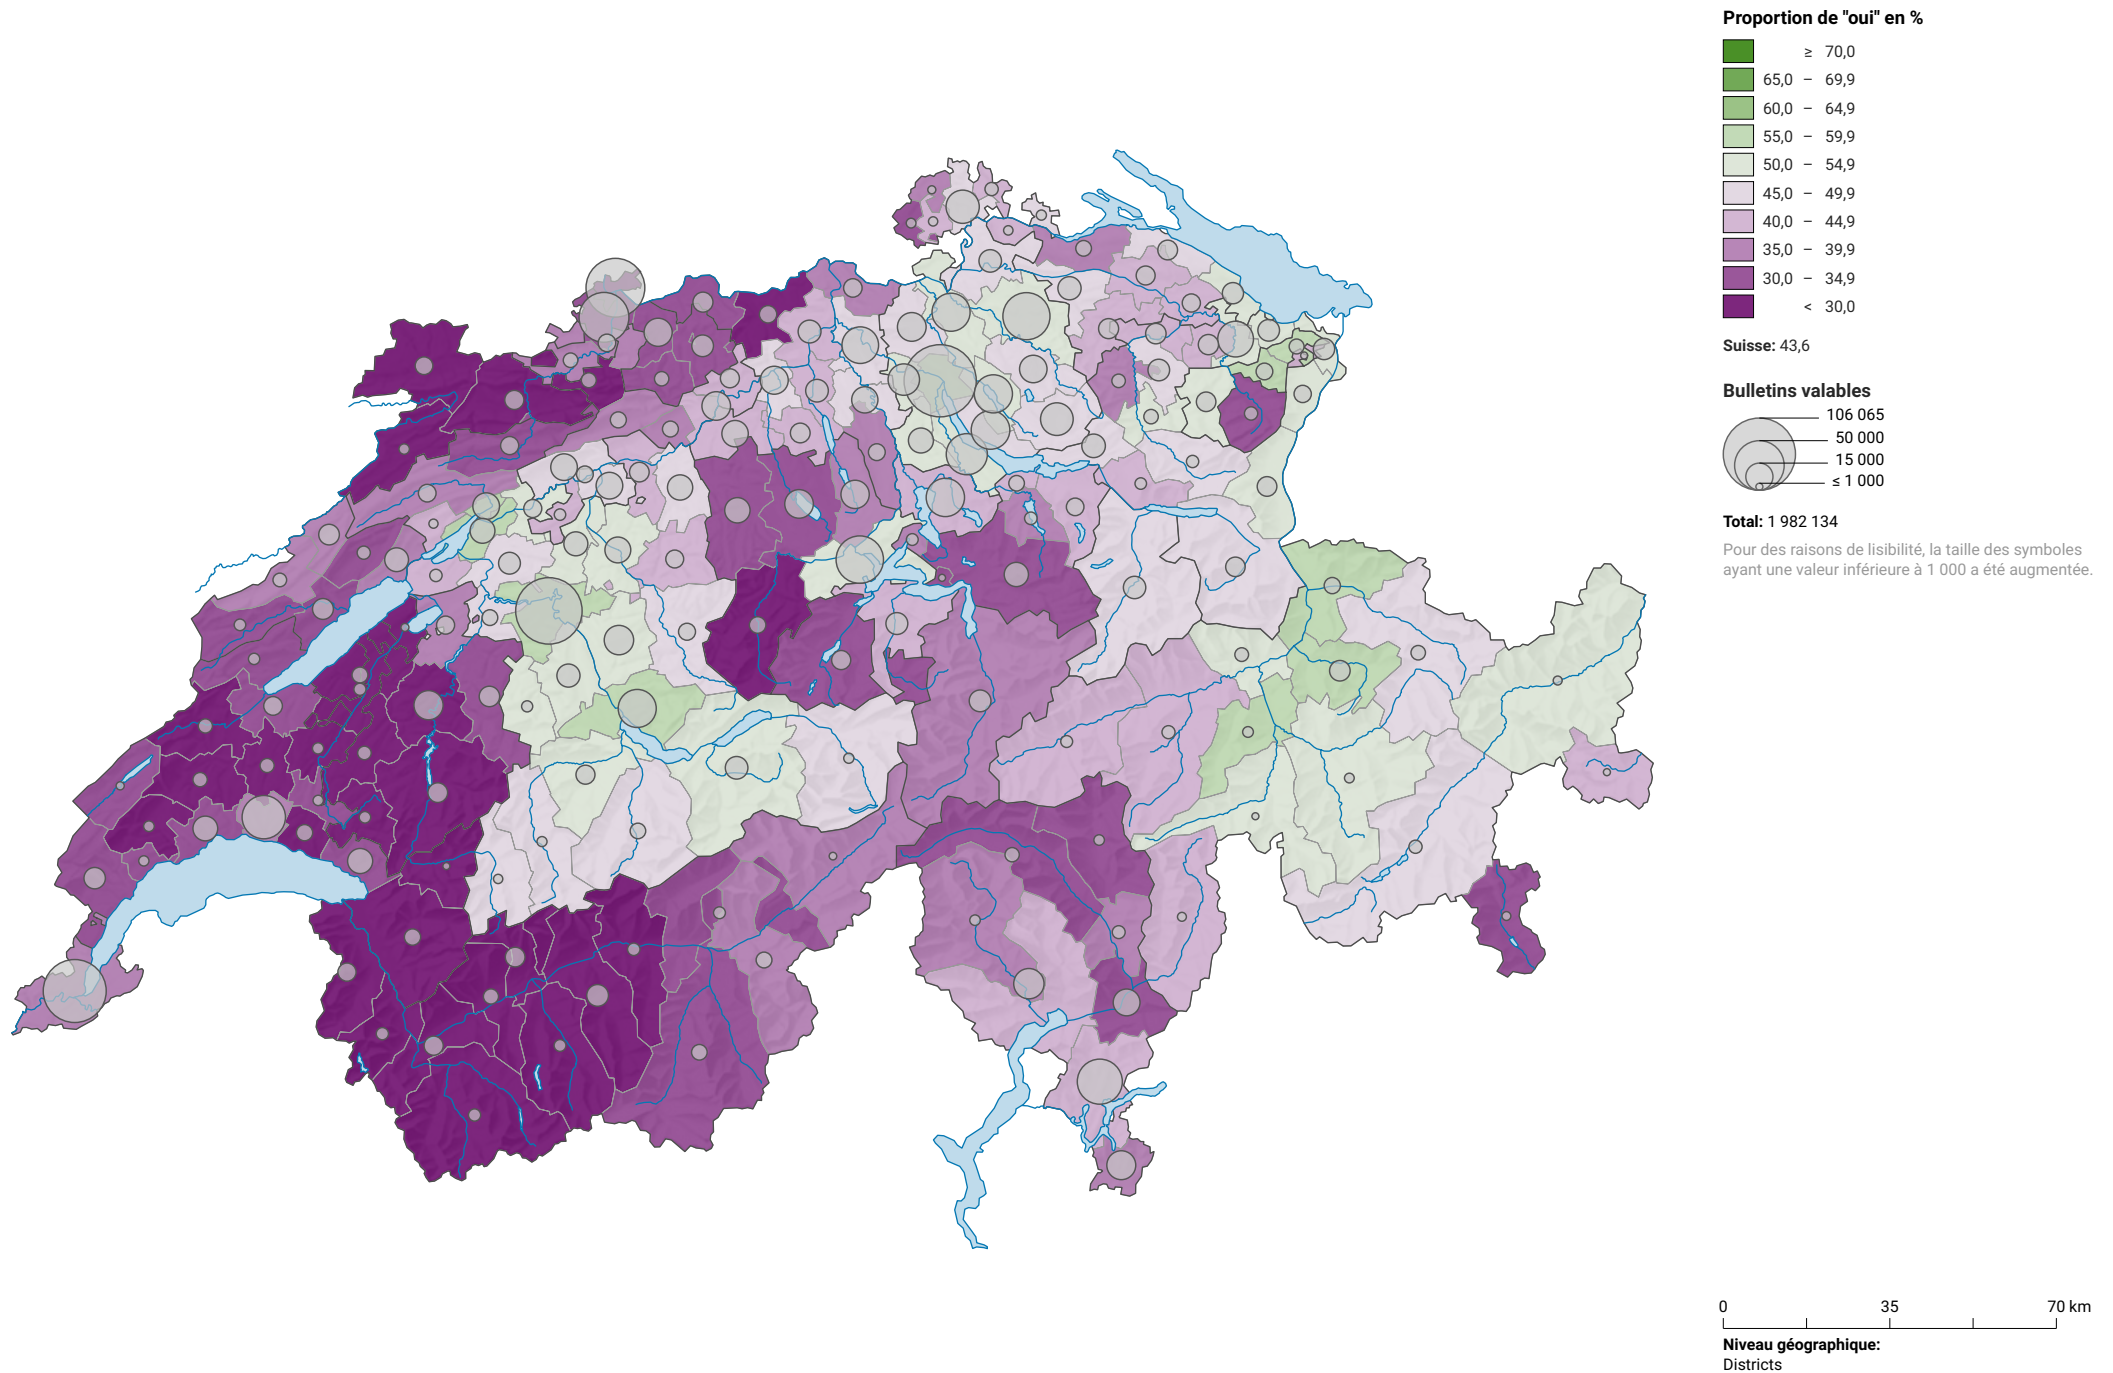 Proportion de "oui" en %
≥ 70,0
65,0 – 69,9
60,0 – 64,9
55,0 – 59,9
50,0 – 54,9
45,0 – 49,9
40,0 – 44,9
35,0 – 39,9
30,0 – 34,9
< 30,0
Suisse: 43,6
Bulletins valables
106 065
50 000
15 000
≤ 1 000
Total: 1 982 134
Pour des raisons de lisibilité, la taille des symboles
ayant une valeur inférieure à 1 000 a été augmentée.
0 35 70 km
Niveau géographique:
Districts